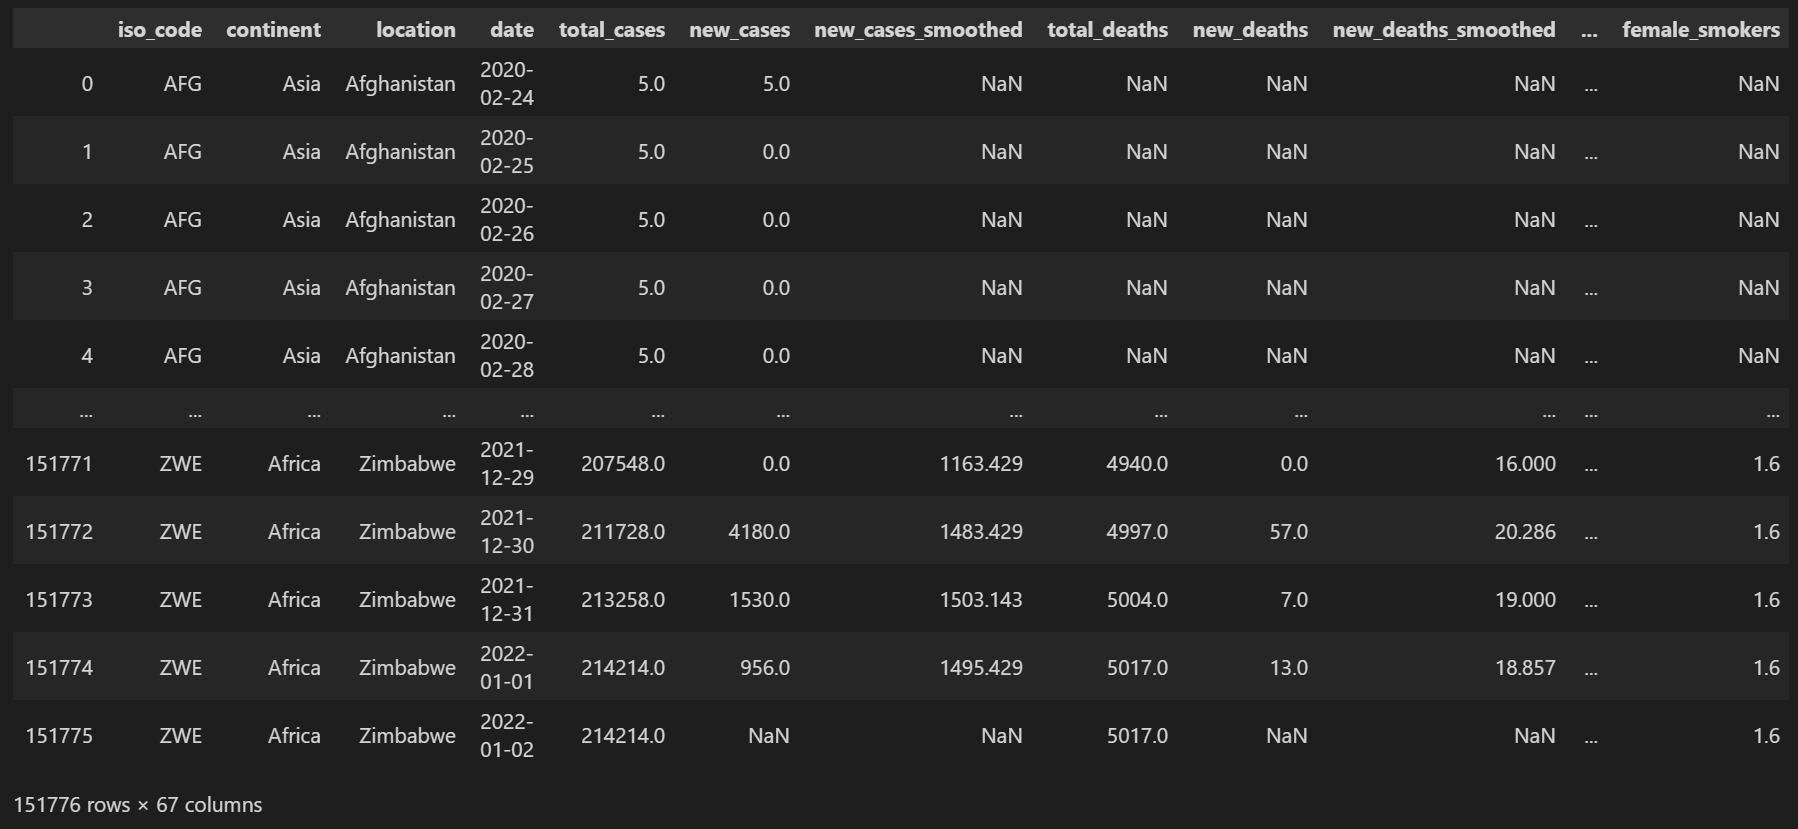 iso_code continent location date total_cases new_cases new_cases_smoothed total_deaths new_deaths new_deaths_smoothed ... female_smokers
0 AFG Asia Afghanistan 2020-02-24 5.0 5.0 NaN NaN NaN NaN ... NaN
1 AFG Asia Afghanistan 2020-02-25 5.0 0.0 NaN NaN NaN NaN ... NaN
2 AFG Asia Afghanistan 2020-02-26 5.0 0.0 NaN NaN NaN NaN ... NaN
3 AFG Asia Afghanistan 2020-02-27 5.0 0.0 NaN NaN NaN NaN ... NaN
4 AFG Asia Afghanistan 2020-02-28 5.0 0.0 NaN NaN NaN NaN ... NaN
... ... ... ... ... ... ... ... ... ... ... ... ...
151771 ZWE Africa Zimbabwe 2021-12-29 207548.0 0.0 1163.429 4940.0 0.0 16.000 ... 1.6
151772 ZWE Africa Zimbabwe 2021-12-30 211728.0 4180.0 1483.429 4997.0 57.0 20.286 ... 1.6
151773 ZWE Africa Zimbabwe 2021-12-31 213258.0 1530.0 1503.143 5004.0 7.0 19.000 ... 1.6
151774 ZWE Africa Zimbabwe 2022-01-01 214214.0 956.0 1495.429 5017.0 13.0 18.857 ... 1.6
151775 ZWE Africa Zimbabwe 2022-01-02 214214.0 NaN NaN 5017.0 NaN NaN ... 1.6
151776 rows × 67 columns